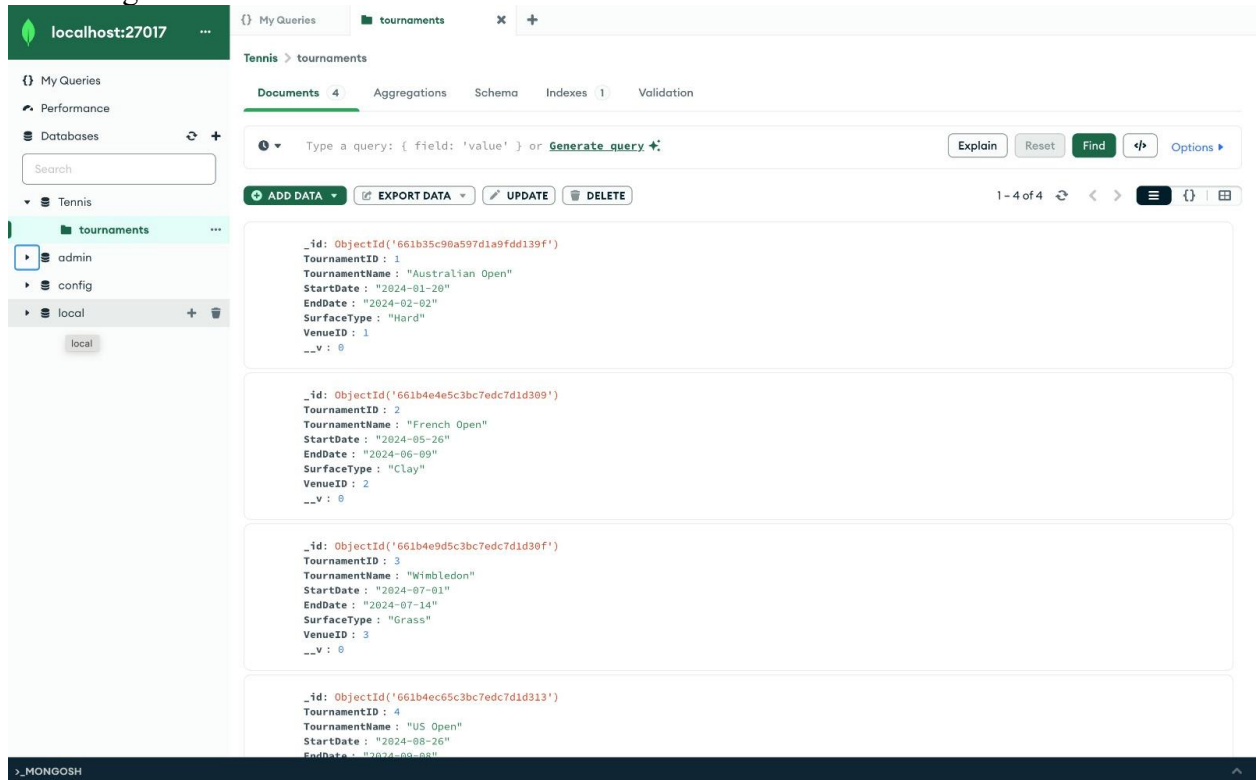 localhost:27017 ...
{} My Queries
Performance
Databases
Search
Tennis
tournaments ...
admin
config
local
local
{} My Queries
tournaments
Tennis > tournaments
Documents 4 Aggregations Schema Indexes 1 Validation
Type a query: { field: 'value' } or Generate query
Explain Reset Find </> Options
ADD DATA EXPORT DATA UPDATE DELETE
1 – 4 of 4 {}
_id: ObjectId('661b35c90a597d1a9fdd139f')
TournamentID : 1
TournamentName : "Australian Open"
StartDate : "2024-01-20"
EndDate : "2024-02-02"
SurfaceType : "Hard"
VenueID : 1
__v : 0
_id: ObjectId('661b4e4e5c3bc7edc7d1d309')
TournamentID : 2
TournamentName : "French Open"
StartDate : "2024-05-26"
EndDate : "2024-06-09"
SurfaceType : "Clay"
VenueID : 2
__v : 0
_id: ObjectId('661b4e9d5c3bc7edc7d1d30f')
TournamentID : 3
TournamentName : "Wimbledon"
StartDate : "2024-07-01"
EndDate : "2024-07-14"
SurfaceType : "Grass"
VenueID : 3
__v : 0
_id: ObjectId('661b4ec65c3bc7edc7d1d313')
TournamentID : 4
TournamentName : "US Open"
StartDate : "2024-08-26"
EndDate : "2024-09-08"
>_MONGOSH